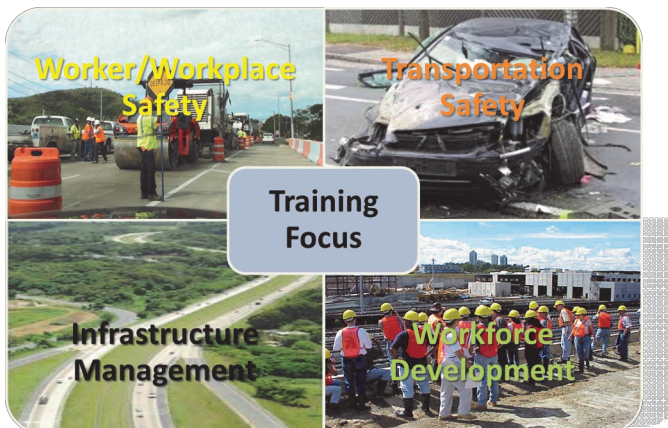 Worker/Workplace
Safety
Transportation
Safety
Training
Focus
Infrastructure
Management
Workforce
Development